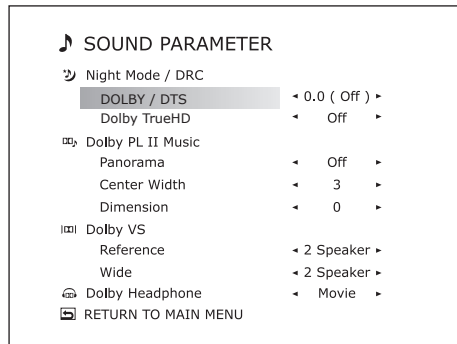 SOUND PARAMETER
Night Mode / DRC
DOLBY / DTS 0.0 ( Off )
Dolby TrueHD Off
Dolby PL II Music
Panorama Off
Center Width 3
Dimension 0
Dolby VS
Reference 2 Speaker
Wide 2 Speaker
Dolby Headphone Movie
RETURN TO MAIN MENU